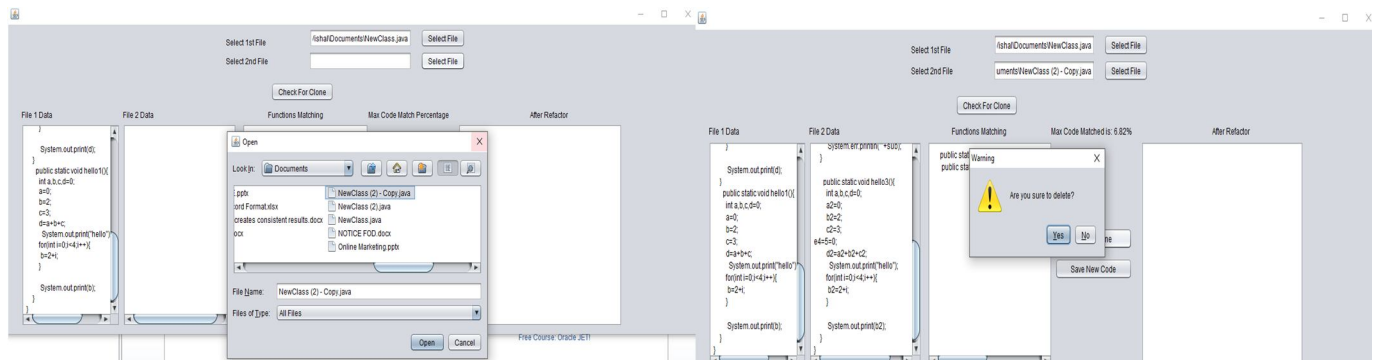 Select 1st File /ishal\Documents\NewClass.java Select File
Select 2nd File Select File
Check For Clone
File 1 Data File 2 Data Functions Matching Max Code Match Percentage After Refactor
}
System.out.print(d);
}
public static void hello1(){
int a,b,c,d=0;
a=0;
b=2;
c=3;
d=a+b+c;
System.out.print("hello")
for(int i=0;i<4;i++){
b=2+i;
}
System.out.print(b);
}
}
Open
Look In: Documents
.pptx
ord Format.xlsx
creates consistent results.docx
ocx
NewClass (2) - Copy.java
NewClass (2).java
NewClass.java
NOTICE FOD.docx
Online Marketing.pptx
File Name: NewClass (2) - Copy.java
Files of Type: All Files
Open Cancel
Free Course: Oracle JET!
Select 1st File /ishal\Documents\NewClass.java Select File
Select 2nd File uments\NewClass (2) - Copy.java Select File
Check For Clone
File 1 Data File 2 Data Functions Matching Max Code Matched is: 6.82% After Refactor
}
System.out.print(d);
}
public static void hello1(){
int a,b,c,d=0;
a=0;
b=2;
c=3;
d=a+b+c;
System.out.print("hello")
for(int i=0;i<4;i++){
b=2+i;
}
System.out.print(b);
}
}
System.err.println(" "+sub);
}
public static void hello3(){
int a,b,c,d=0;
a2=0;
b2=2;
c2=3;
e4=5=0;
d2=a2+b2+c2;
System.out.print("hello");
for(int i=0;i<4;i++){
b2=2+i;
}
System.out.print(b2);
}
}
public stat
public sta
Warning
Are you sure to delete?
Yes No
ne
Save New Code